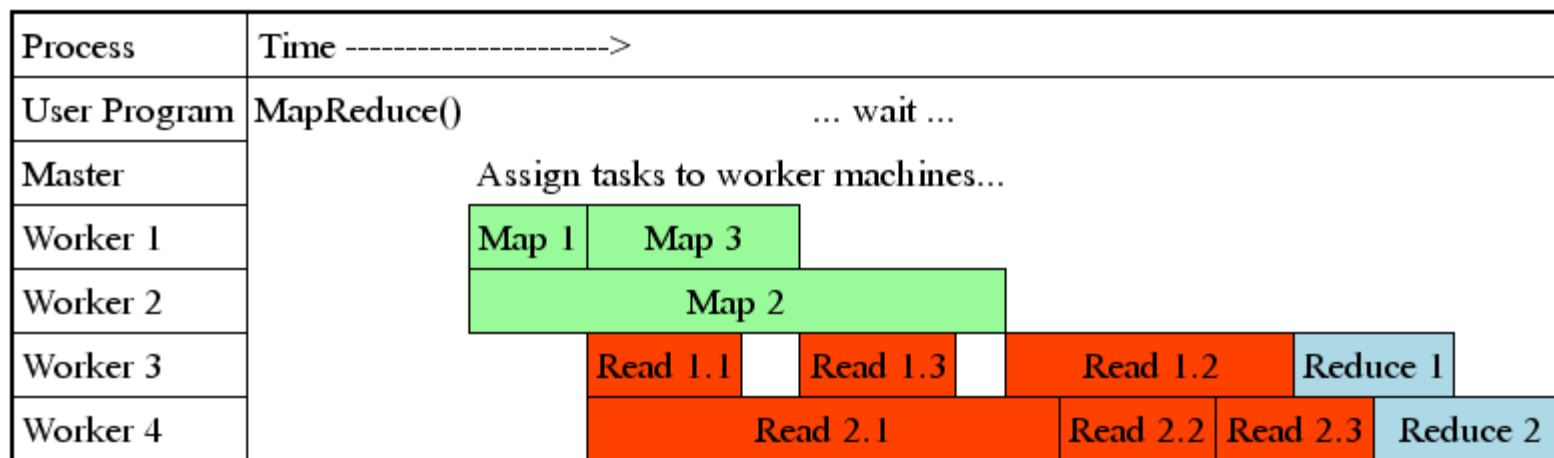 Process Time ---------------------->
User Program MapReduce() ... wait ...
Master Assign tasks to worker machines...
Worker 1 Map 1 Map 3
Worker 2 Map 2
Worker 3 Read 1.1 Read 1.3 Read 1.2 Reduce 1
Worker 4 Read 2.1 Read 2.2 Read 2.3 Reduce 2